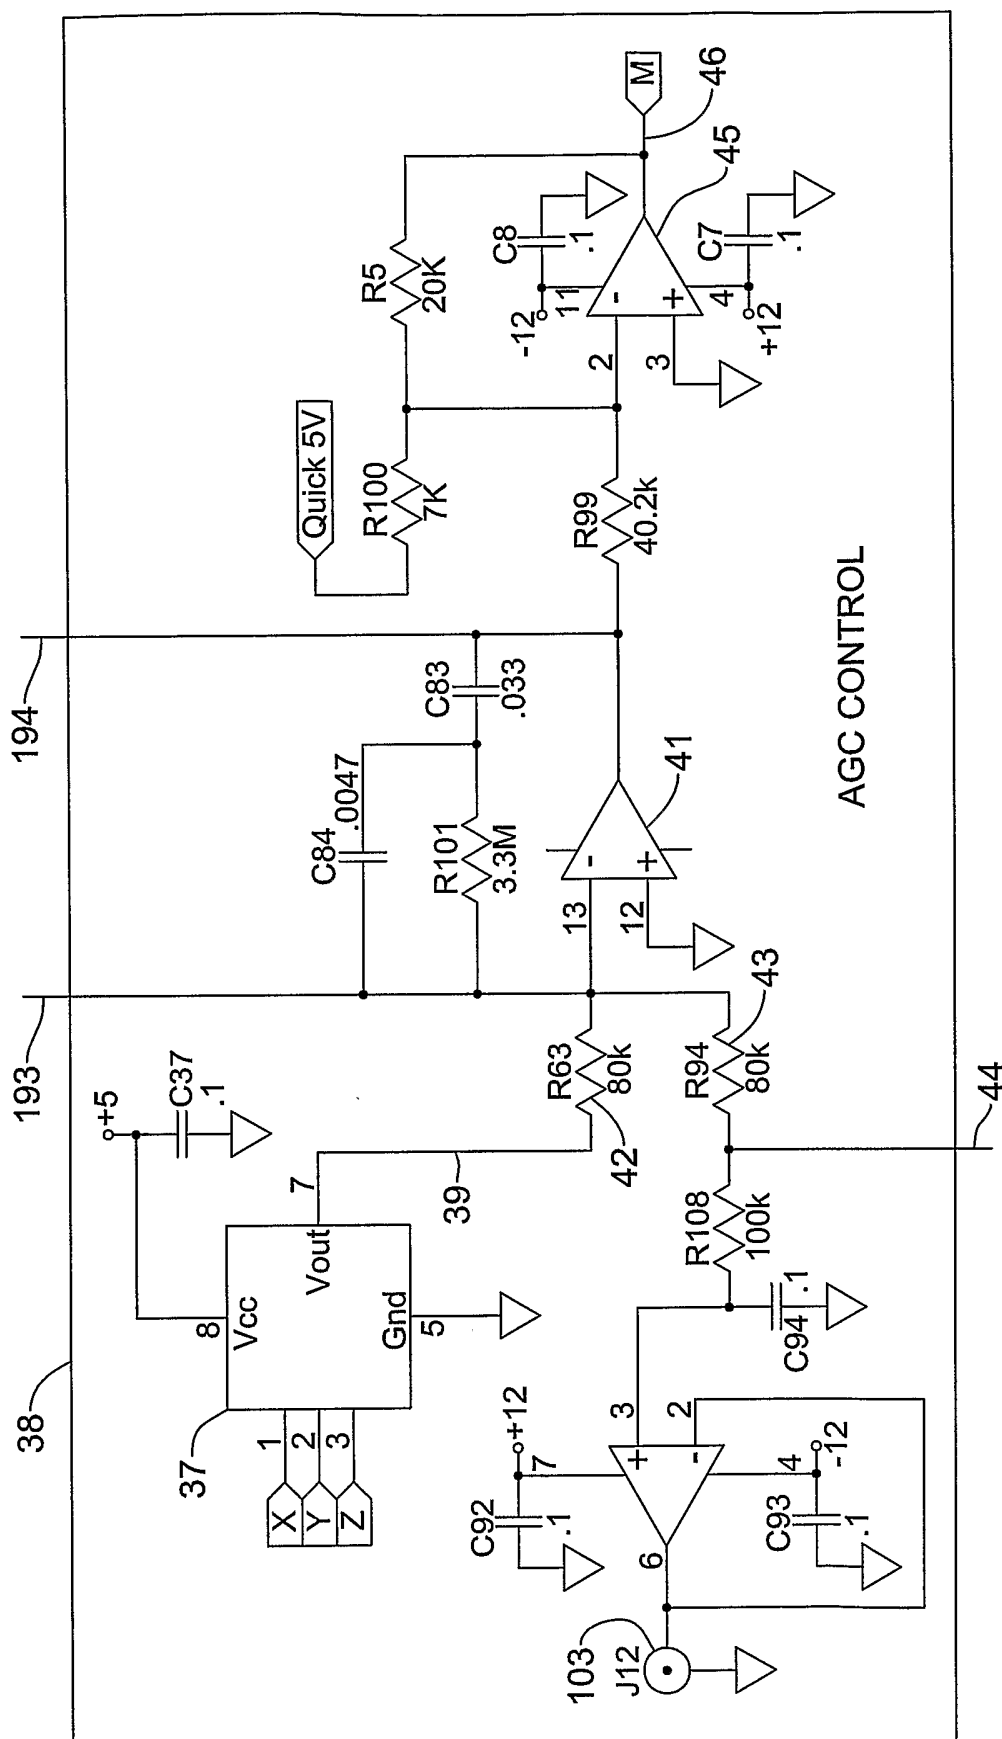 38
37
X
Y
Z
1
2
3
8
Vcc
Vout
Gnd
5
7
39
+5
C37
.1
193
194
C84
.0047
R101
3.3M
C83
.033
R63
80k
42
13
12
-
+
41
Quick 5V
R100
7K
R5
20K
R99
40.2k
2
3
-
+
-12
11
C8
.1
4
+12
C7
.1
45
46
M
R94
80k
43
44
R108
100k
C94
.1
3
2
+
-
7
+12
C92
.1
4
-12
C93
.1
6
103
J12
AGC CONTROL